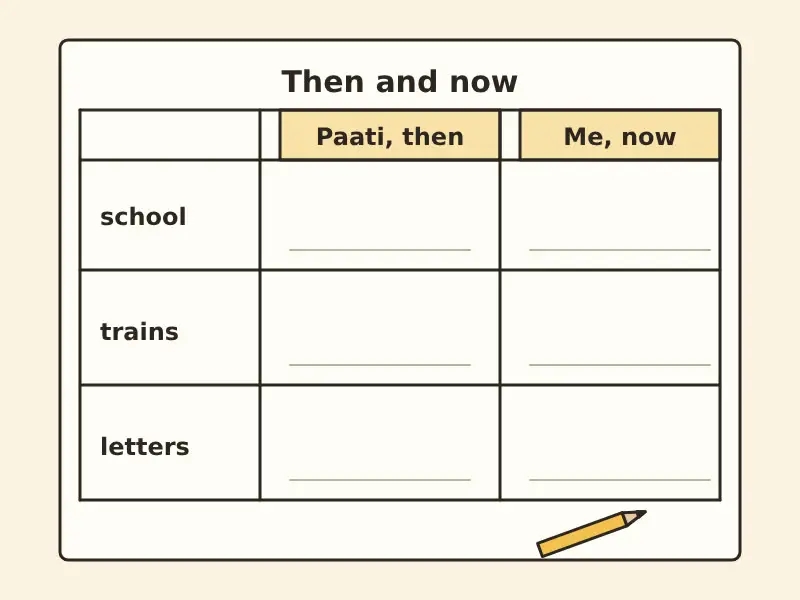 Then and now
Paati, then
Me, now
school
trains
letters